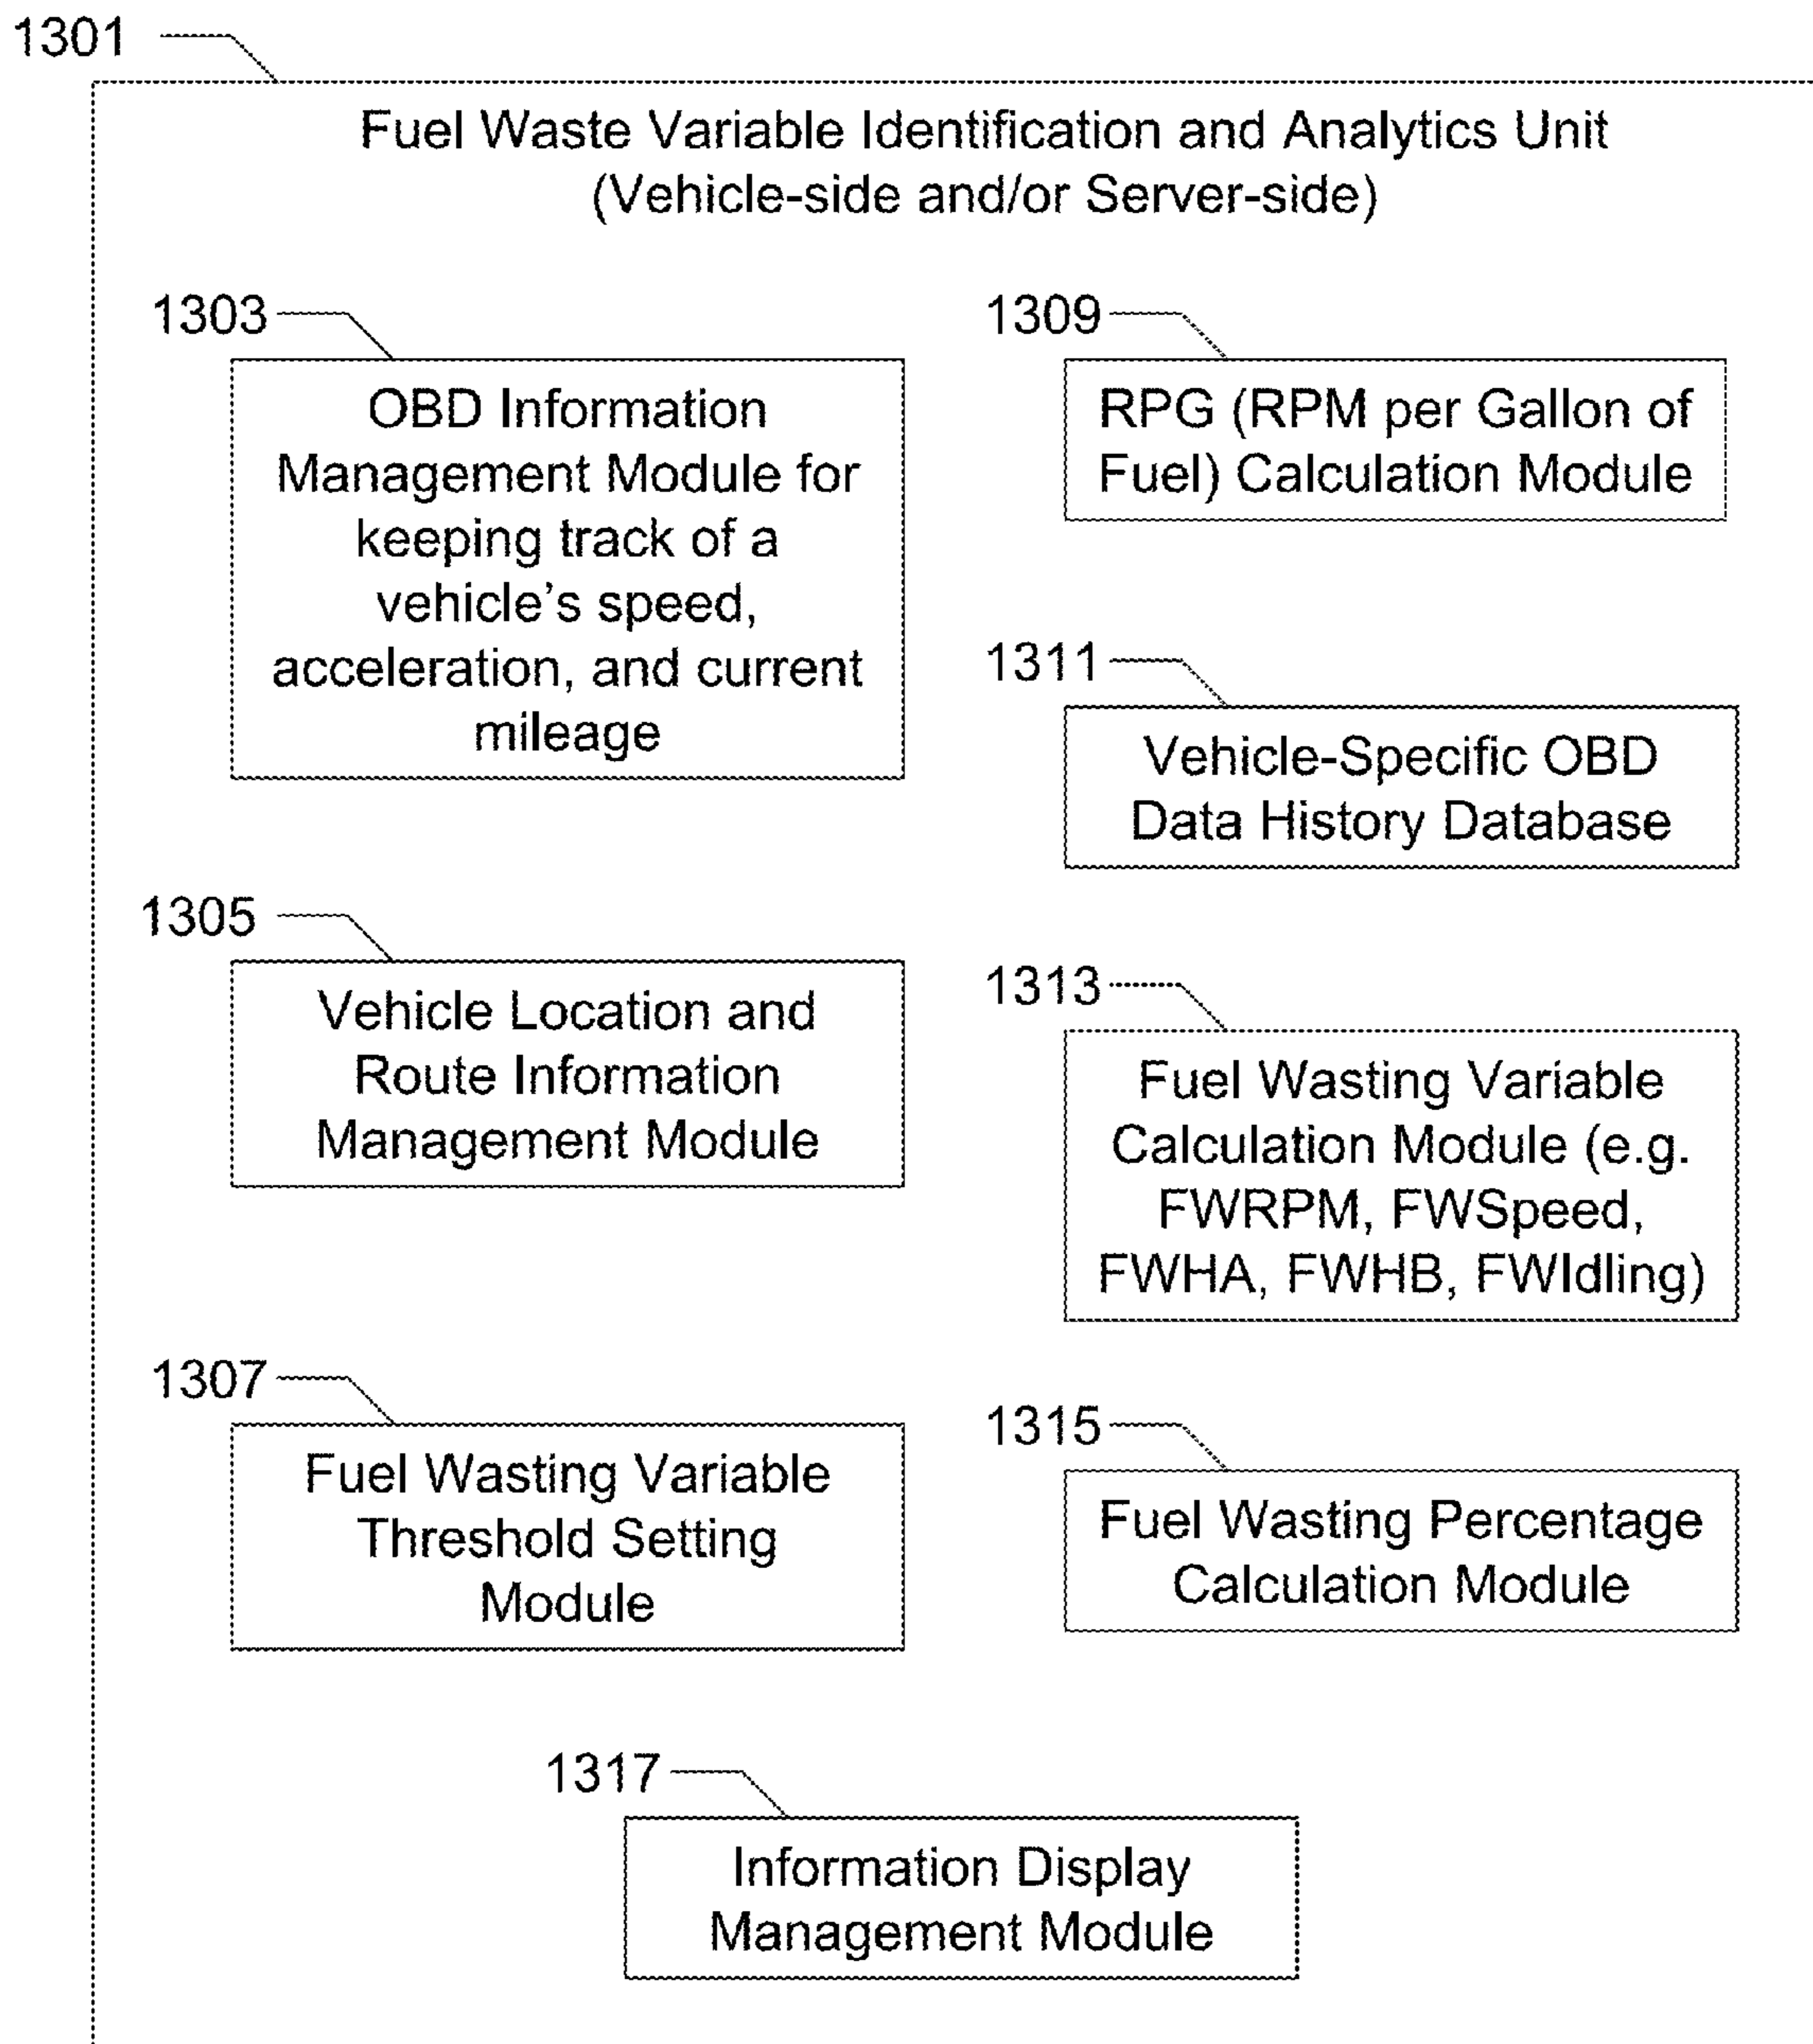 1301
Fuel Waste Variable Identification and Analytics Unit
(Vehicle-side and/or Server-side)
1303
OBD Information
Management Module for
keeping track of a
vehicle's speed,
acceleration, and current
mileage
1305
Vehicle Location and
Route Information
Management Module
1307
Fuel Wasting Variable
Threshold Setting
Module
1309
RPG (RPM per Gallon of
Fuel) Calculation Module
1311
Vehicle-Specific OBD
Data History Database
1313
Fuel Wasting Variable
Calculation Module (e.g.
FWRPM, FWSpeed,
FWHA, FWHB, FWIdling)
1315
Fuel Wasting Percentage
Calculation Module
1317
Information Display
Management Module